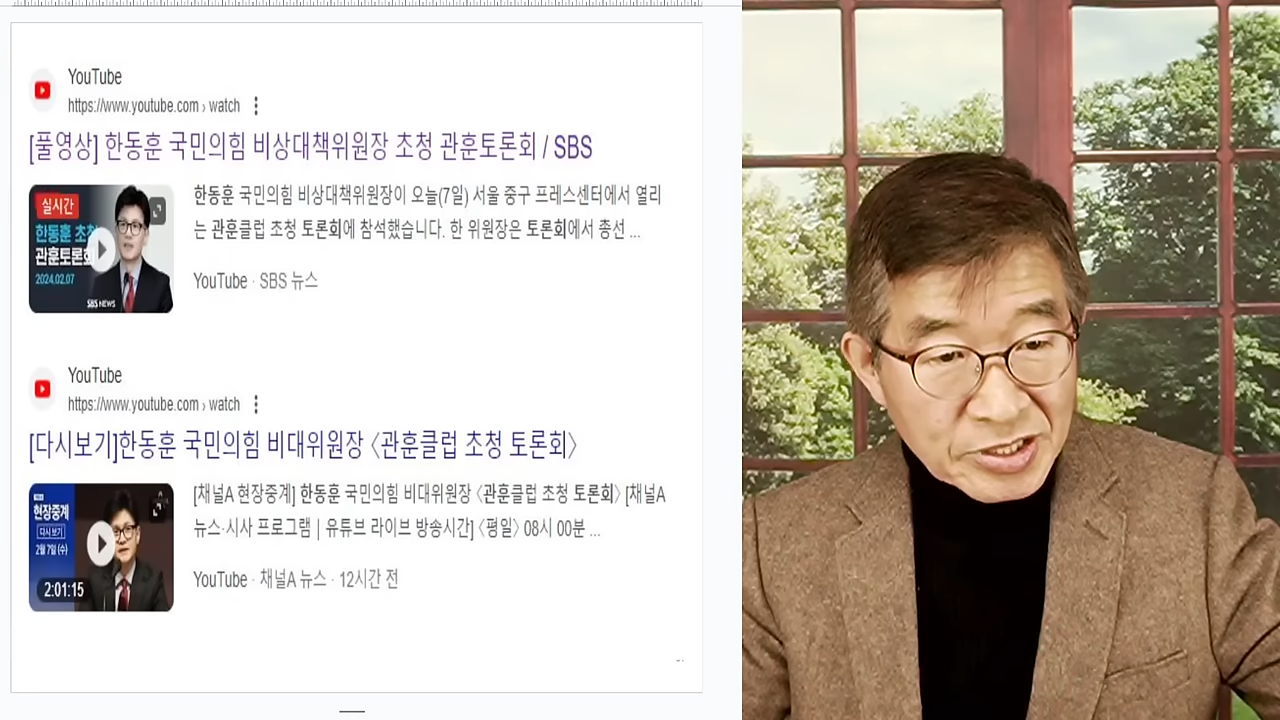 YouTube
https://www.youtube.com › watch
[풀영상] 한동훈 국민의힘 비상대책위원장 초청 관훈토론회 / SBS
실시간
한동훈 초청
관훈토론회
2024.02.07
SBS NEWS
한동훈 국민의힘 비상대책위원장이 오늘(7일) 서울 중구 프레스센터에서 열리
는 관훈클럽 초청 토론회에 참석했습니다. 한 위원장은 토론회에서 총선 ...
YouTube · SBS 뉴스
YouTube
https://www.youtube.com › watch
[다시보기]한동훈 국민의힘 비대위원장 〈관훈클럽 초청 토론회〉
현장중계
다시보기
2월 7일 (수)
2:01:15
[채널A 현장중계] 한동훈 국민의힘 비대위원장 〈관훈클럽 초청 토론회〉 [채널A
뉴스·시사 프로그램 | 유튜브 라이브 방송시간] 〈평일〉 08시 00분 ...
YouTube · 채널A 뉴스 · 12시간 전